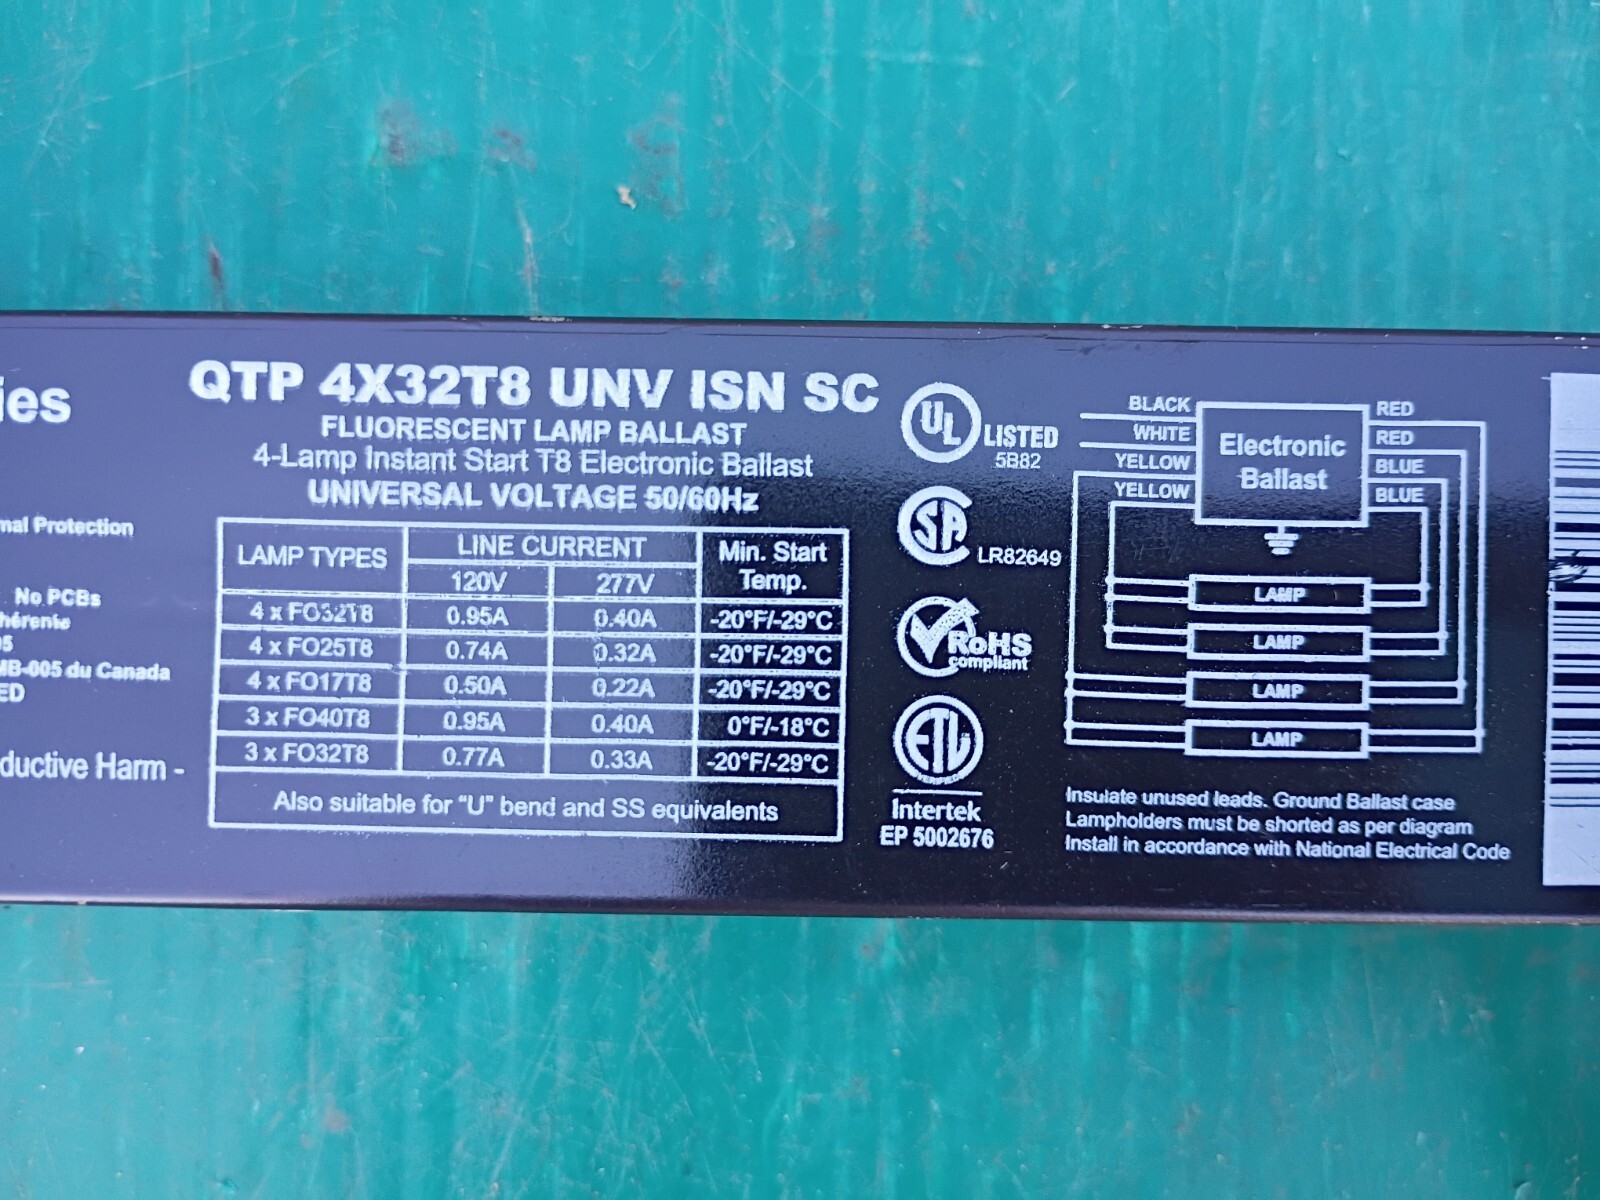 ies
mal Protection
No PCBs
hérente
05
MB-005 du Canada
ED
ductive Harm -
QTP 4X32T8 UNV ISN SC
FLUORESCENT LAMP BALLAST
4-Lamp Instant Start T8 Electronic Ballast
UNIVERSAL VOLTAGE 50/60Hz
LAMP TYPES LINE CURRENT Min. Start Temp.
120V 277V
4 x FO32T8 0.95A 0.40A -20°F/-29°C
4 x FO25T8 0.74A 0.32A -20°F/-29°C
4 x FO17T8 0.50A 0.22A -20°F/-29°C
3 x FO40T8 0.95A 0.40A 0°F/-18°C
3 x FO32T8 0.77A 0.33A -20°F/-29°C
Also suitable for “U” bend and SS equivalents
UL LISTED
5B82
SA
LR82649
RoHS
compliant
ETL
VERIFIED
Intertek
EP 5002676
BLACK
WHITE
YELLOW
YELLOW
Electronic
Ballast
RED
RED
BLUE
BLUE
LAMP
LAMP
LAMP
LAMP
Insulate unused leads. Ground Ballast case
Lampholders must be shorted as per diagram
Install in accordance with National Electrical Code